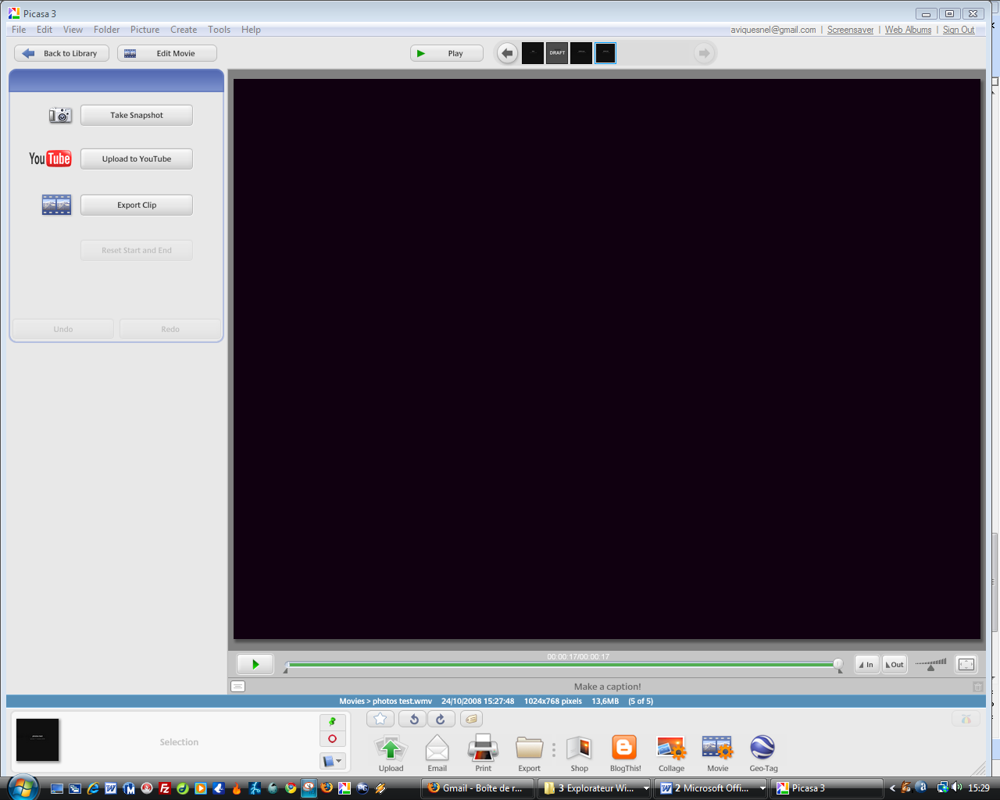 Picasa 3
File Edit View Folder Picture Create Tools Help
aviquesnel@gmail.com | Screensaver | Web Albums | Sign Out
Back to Library Edit Movie Play DRAFT
Take Snapshot
YouTube Upload to YouTube
Export Clip
Reset Start and End
Undo Redo
00:00:17/00:00:17
In Out
Make a caption!
Movies > photos test.wmv 24/10/2008 15:27:48 1024x768 pixels 13,6MB (5 of 5)
Selection
Upload Email Print Export Shop BlogThis! Collage Movie Geo-Tag
Gmail - Boîte de r... 3 Explorateur Wi... 2 Microsoft Offi... Picasa 3 15:29